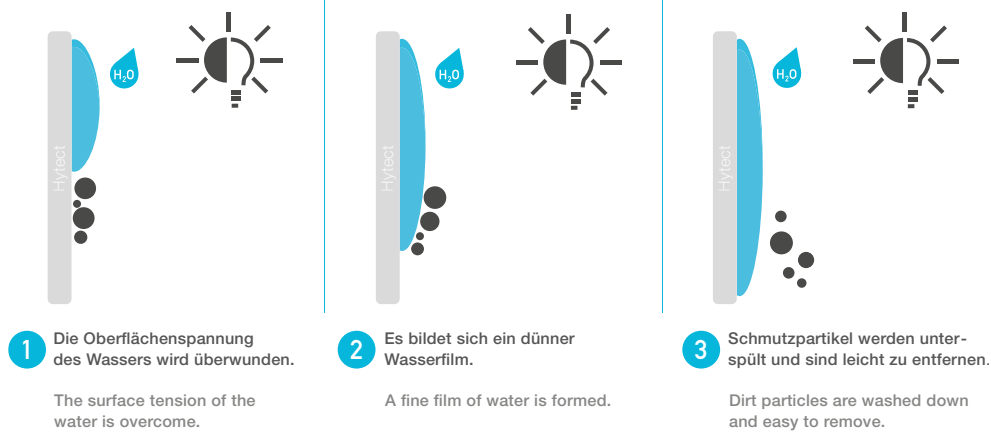 H₂O
Hytect
1
Die Oberflächenspannung
des Wassers wird überwunden.
The surface tension of the
water is overcome.
H₂O
Hytect
2
Es bildet sich ein dünner
Wasserfilm.
A fine film of water is formed.
H₂O
Hytect
3
Schmutzpartikel werden unter-
spült und sind leicht zu entfernen.
Dirt particles are washed down
and easy to remove.